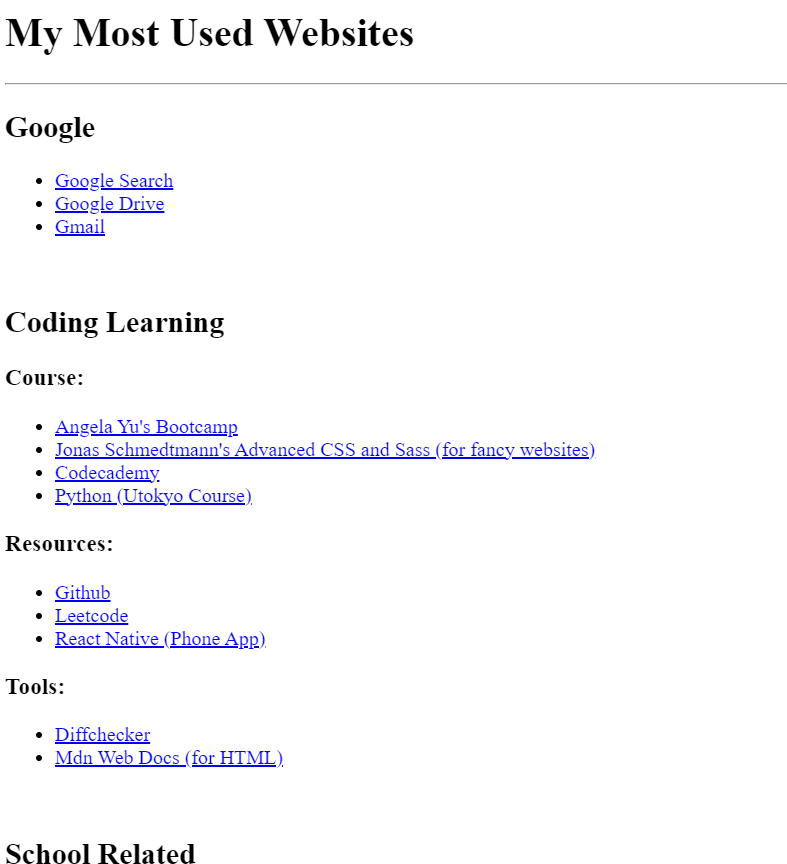 My Most Used Websites
Google
Google Search
Google Drive
Gmail
Coding Learning
Course:
Angela Yu's Bootcamp
Jonas Schmedtmann's Advanced CSS and Sass (for fancy websites)
Codecademy
Python (Utokyo Course)
Resources:
Github
Leetcode
React Native (Phone App)
Tools:
Diffchecker
Mdn Web Docs (for HTML)
School Related